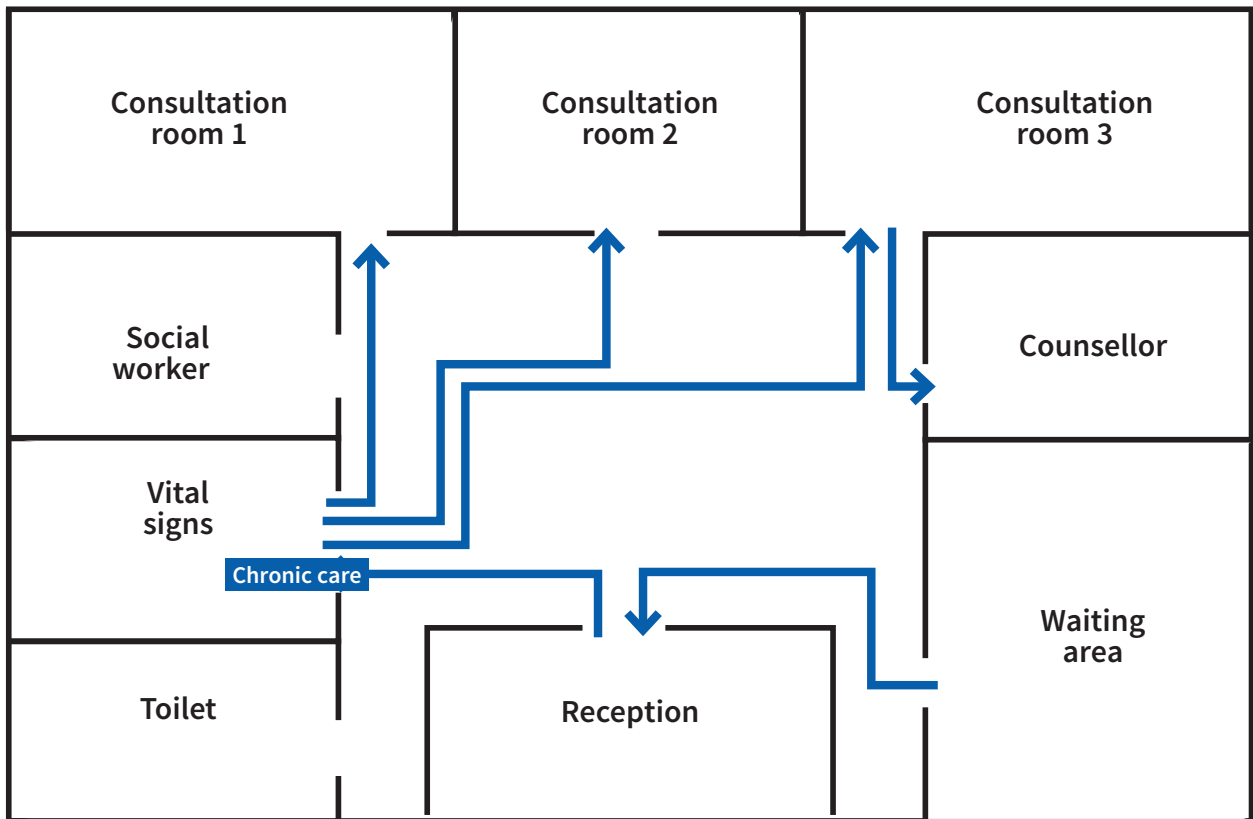 Consultation
room 1
Consultation
room 2
Consultation
room 3
Social
worker
Counsellor
Vital
signs
Chronic care
Waiting
area
Toilet
Reception